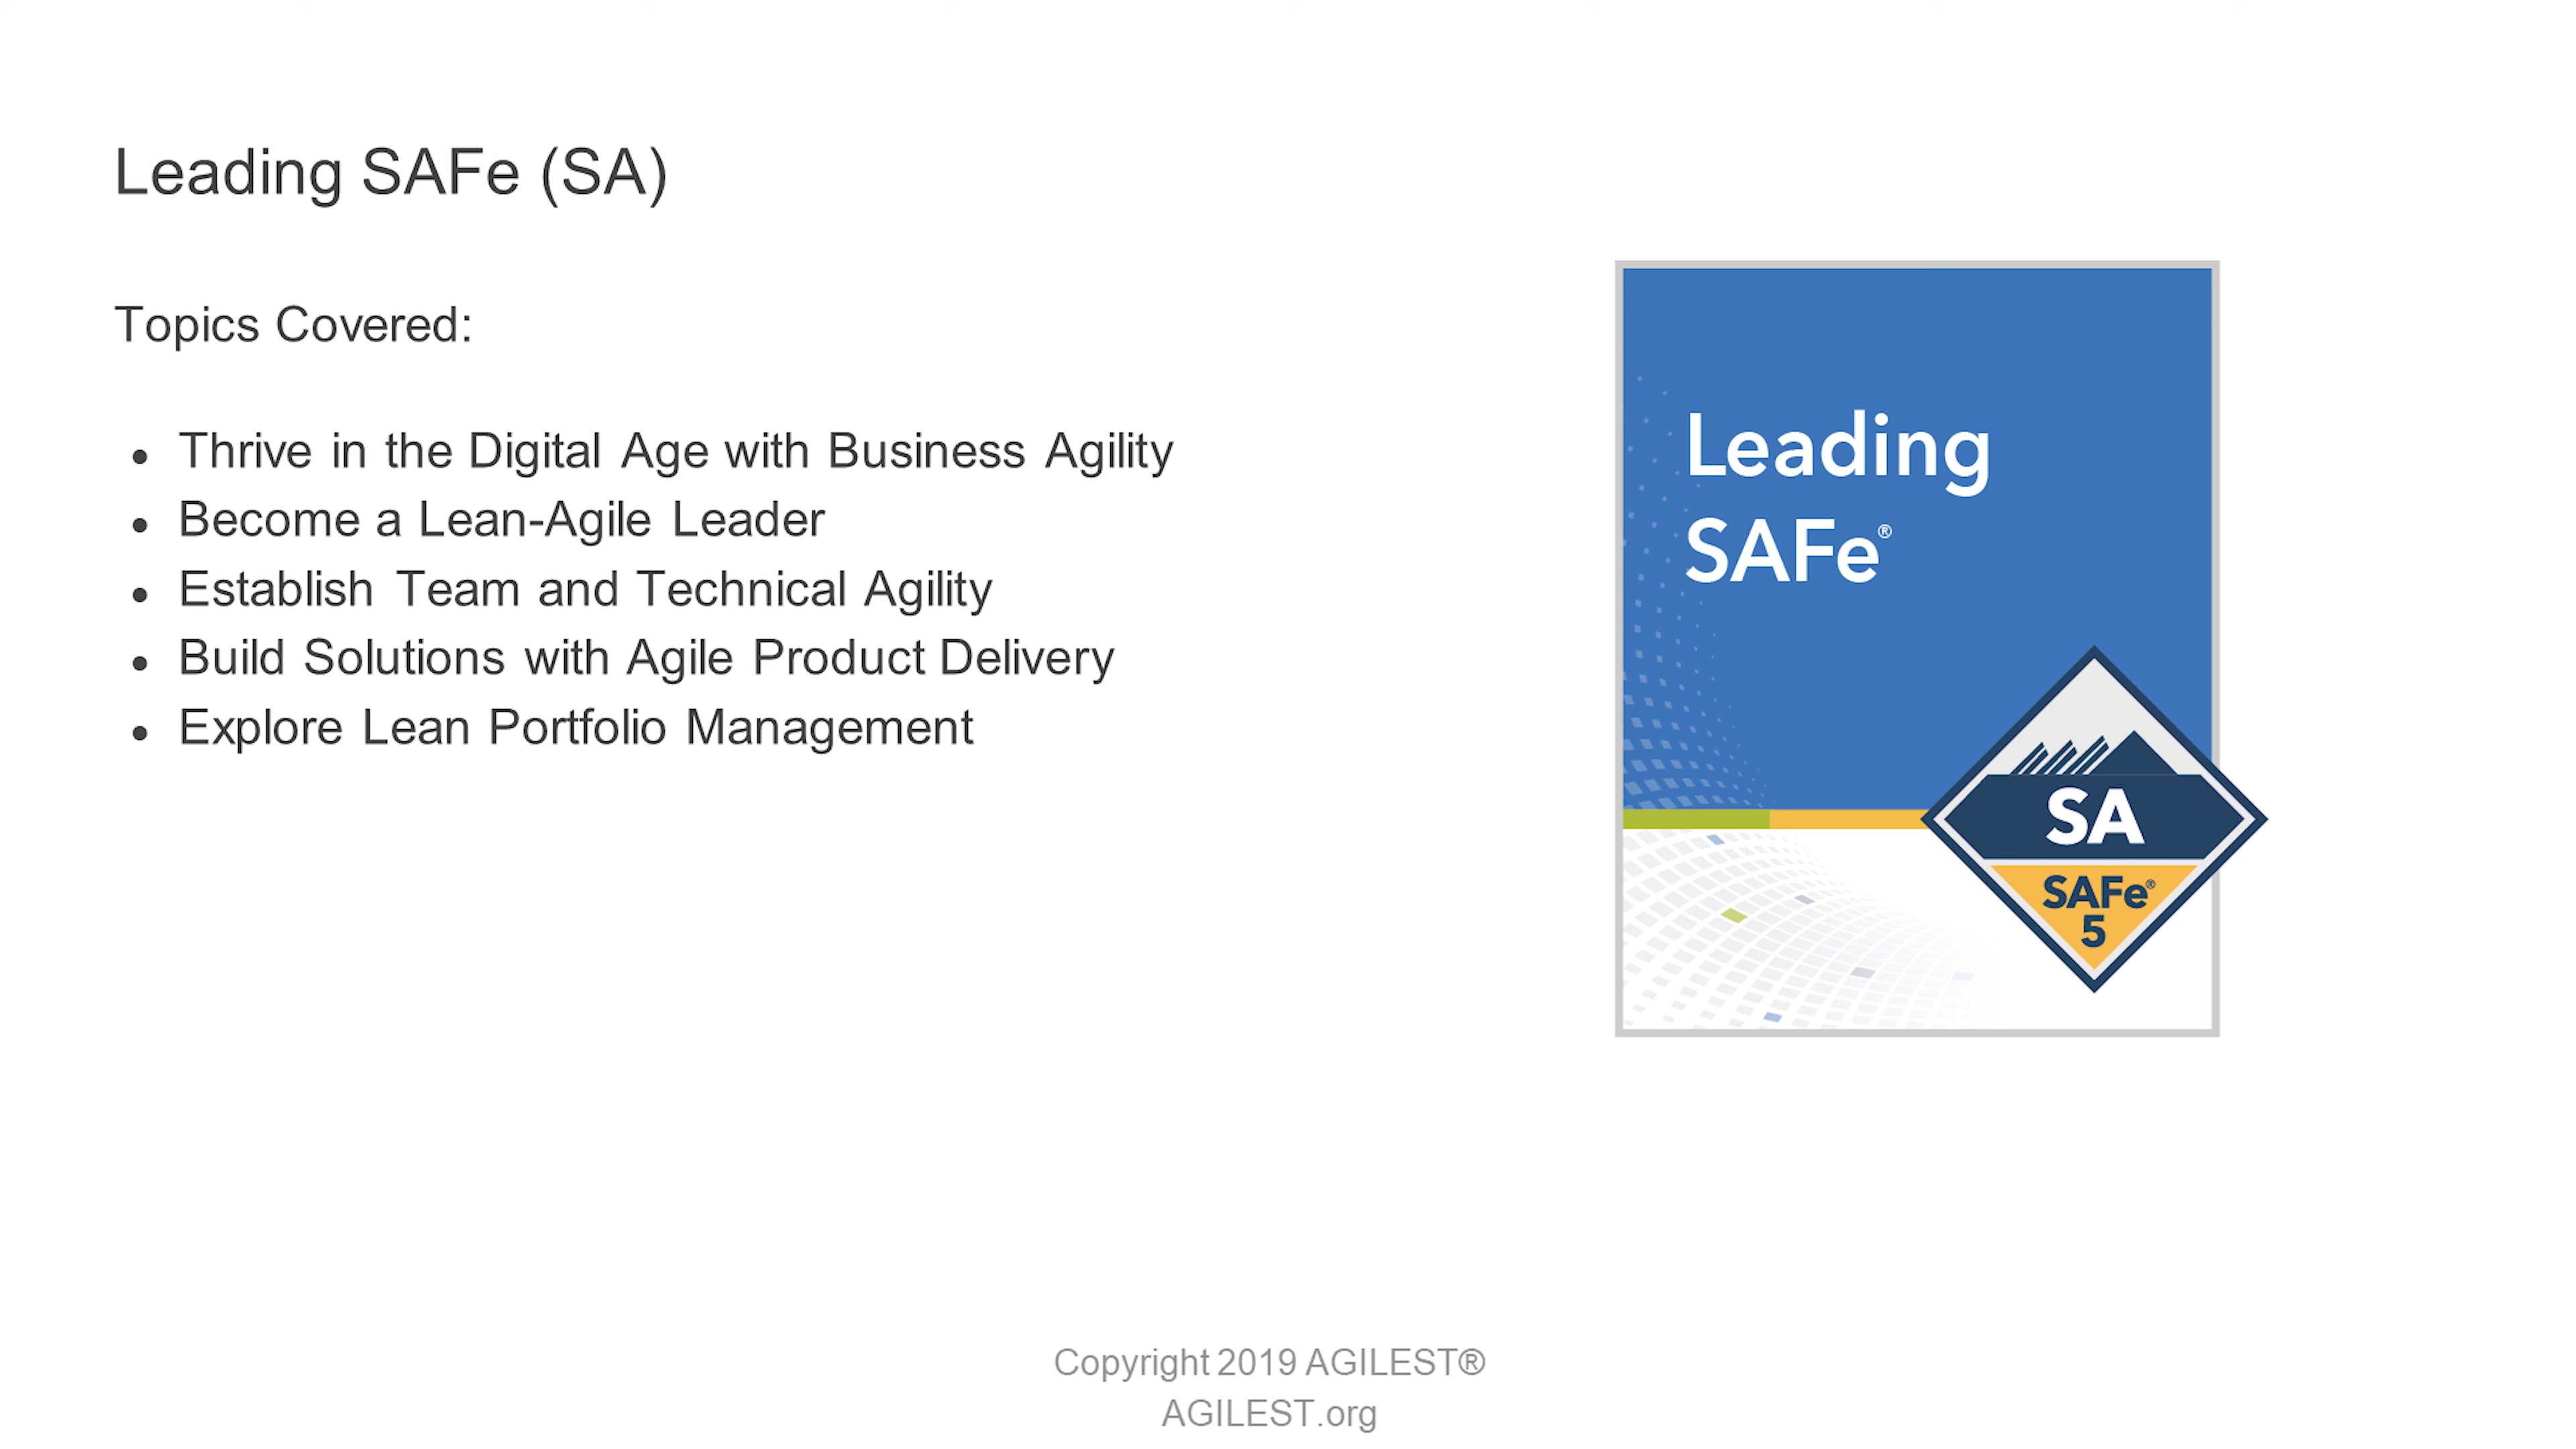 Leading SAFe (SA)
Topics Covered:
• Thrive in the Digital Age with Business Agility
• Become a Lean-Agile Leader
• Establish Team and Technical Agility
• Build Solutions with Agile Product Delivery
• Explore Lean Portfolio Management
Leading
SAFe®
SA
SAFe®
5
Copyright 2019 AGILEST®
AGILEST.org